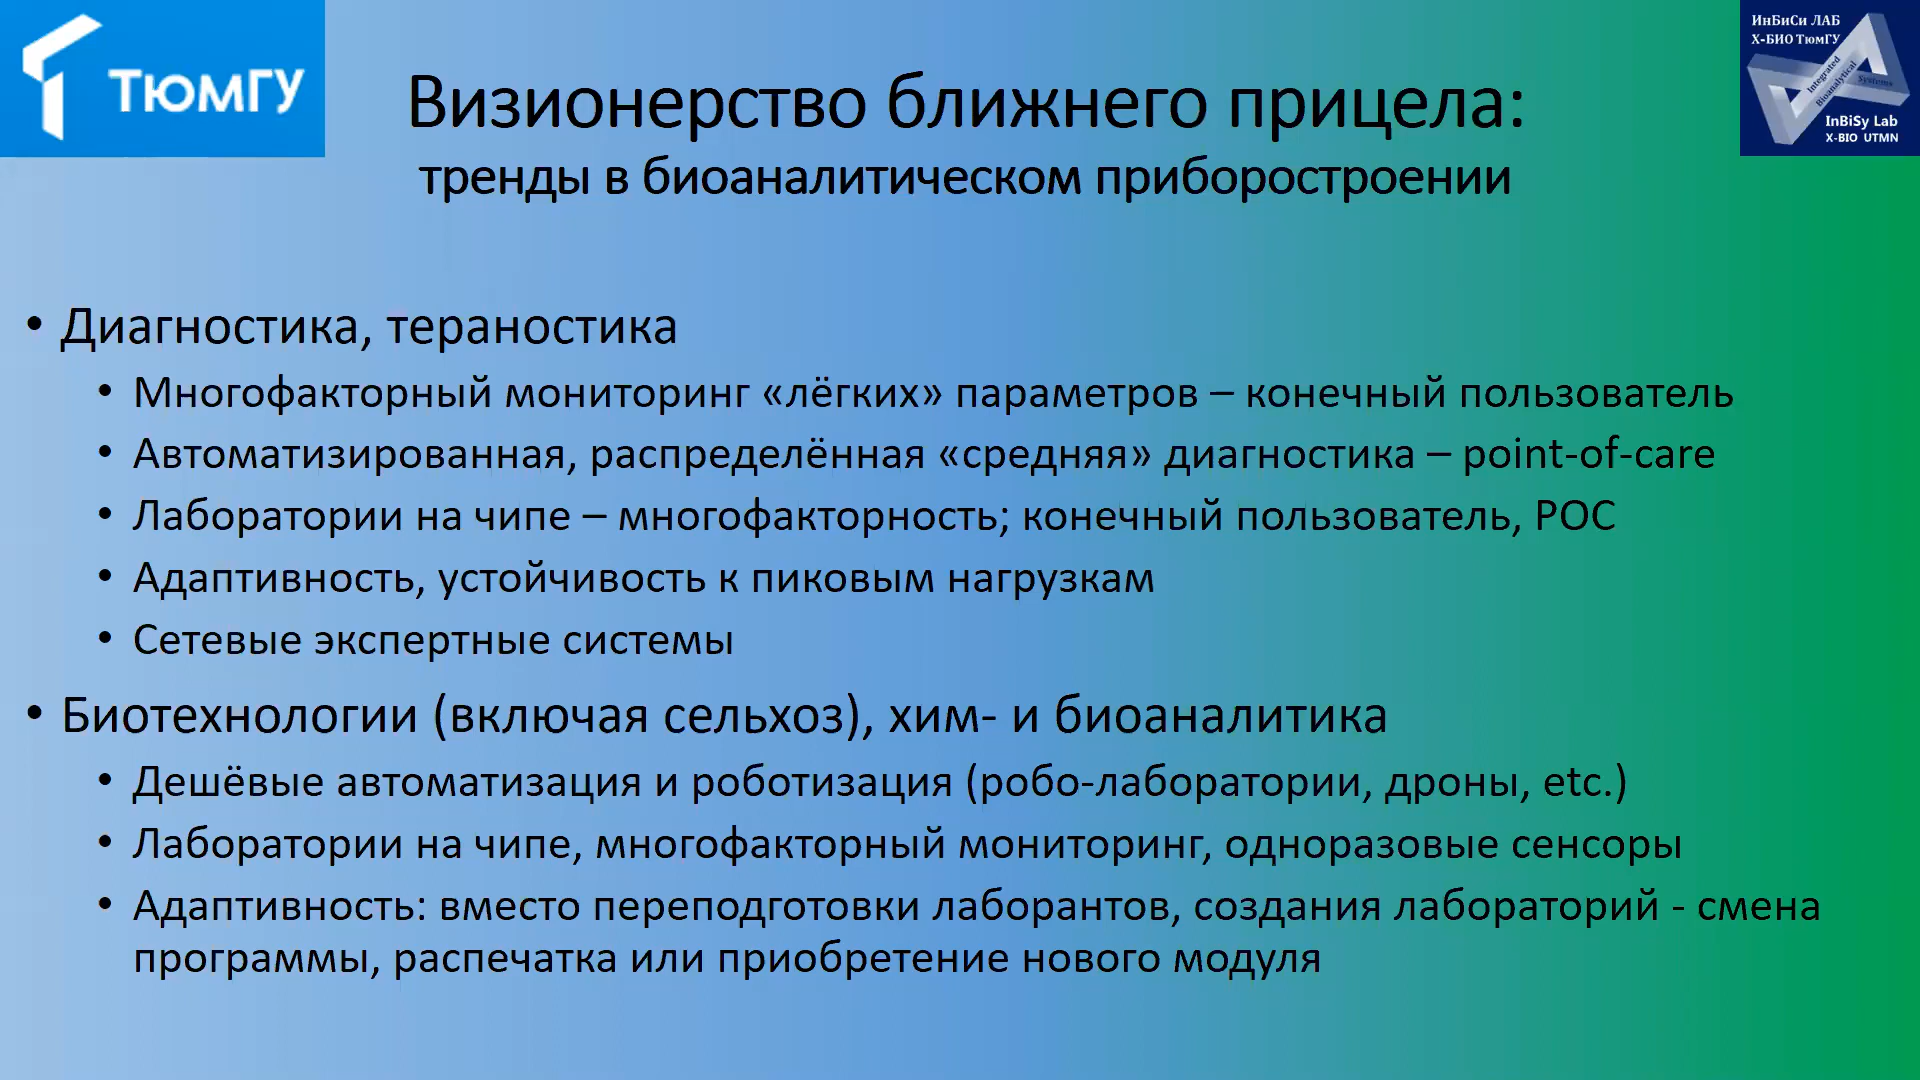 ТюмГУ
ИнБиСи ЛАБ
Х-БИО ТюмГУ
Integrated
Bioanalytical
Systems
InBiSy Lab
X-BIO UTMN
Визионерство ближнего прицела:
тренды в биоаналитическом приборостроении
• Диагностика, тераностика
• Многофакторный мониторинг «лёгких» параметров – конечный пользователь
• Автоматизированная, распределённая «средняя» диагностика – point-of-care
• Лаборатории на чипе – многофакторность; конечный пользователь, POC
• Адаптивность, устойчивость к пиковым нагрузкам
• Сетевые экспертные системы
• Биотехнологии (включая сельхоз), хим- и биоаналитика
• Дешёвые автоматизация и роботизация (робо-лаборатории, дроны, etc.)
• Лаборатории на чипе, многофакторный мониторинг, одноразовые сенсоры
• Адаптивность: вместо переподготовки лаборантов, создания лабораторий - смена
программы, распечатка или приобретение нового модуля